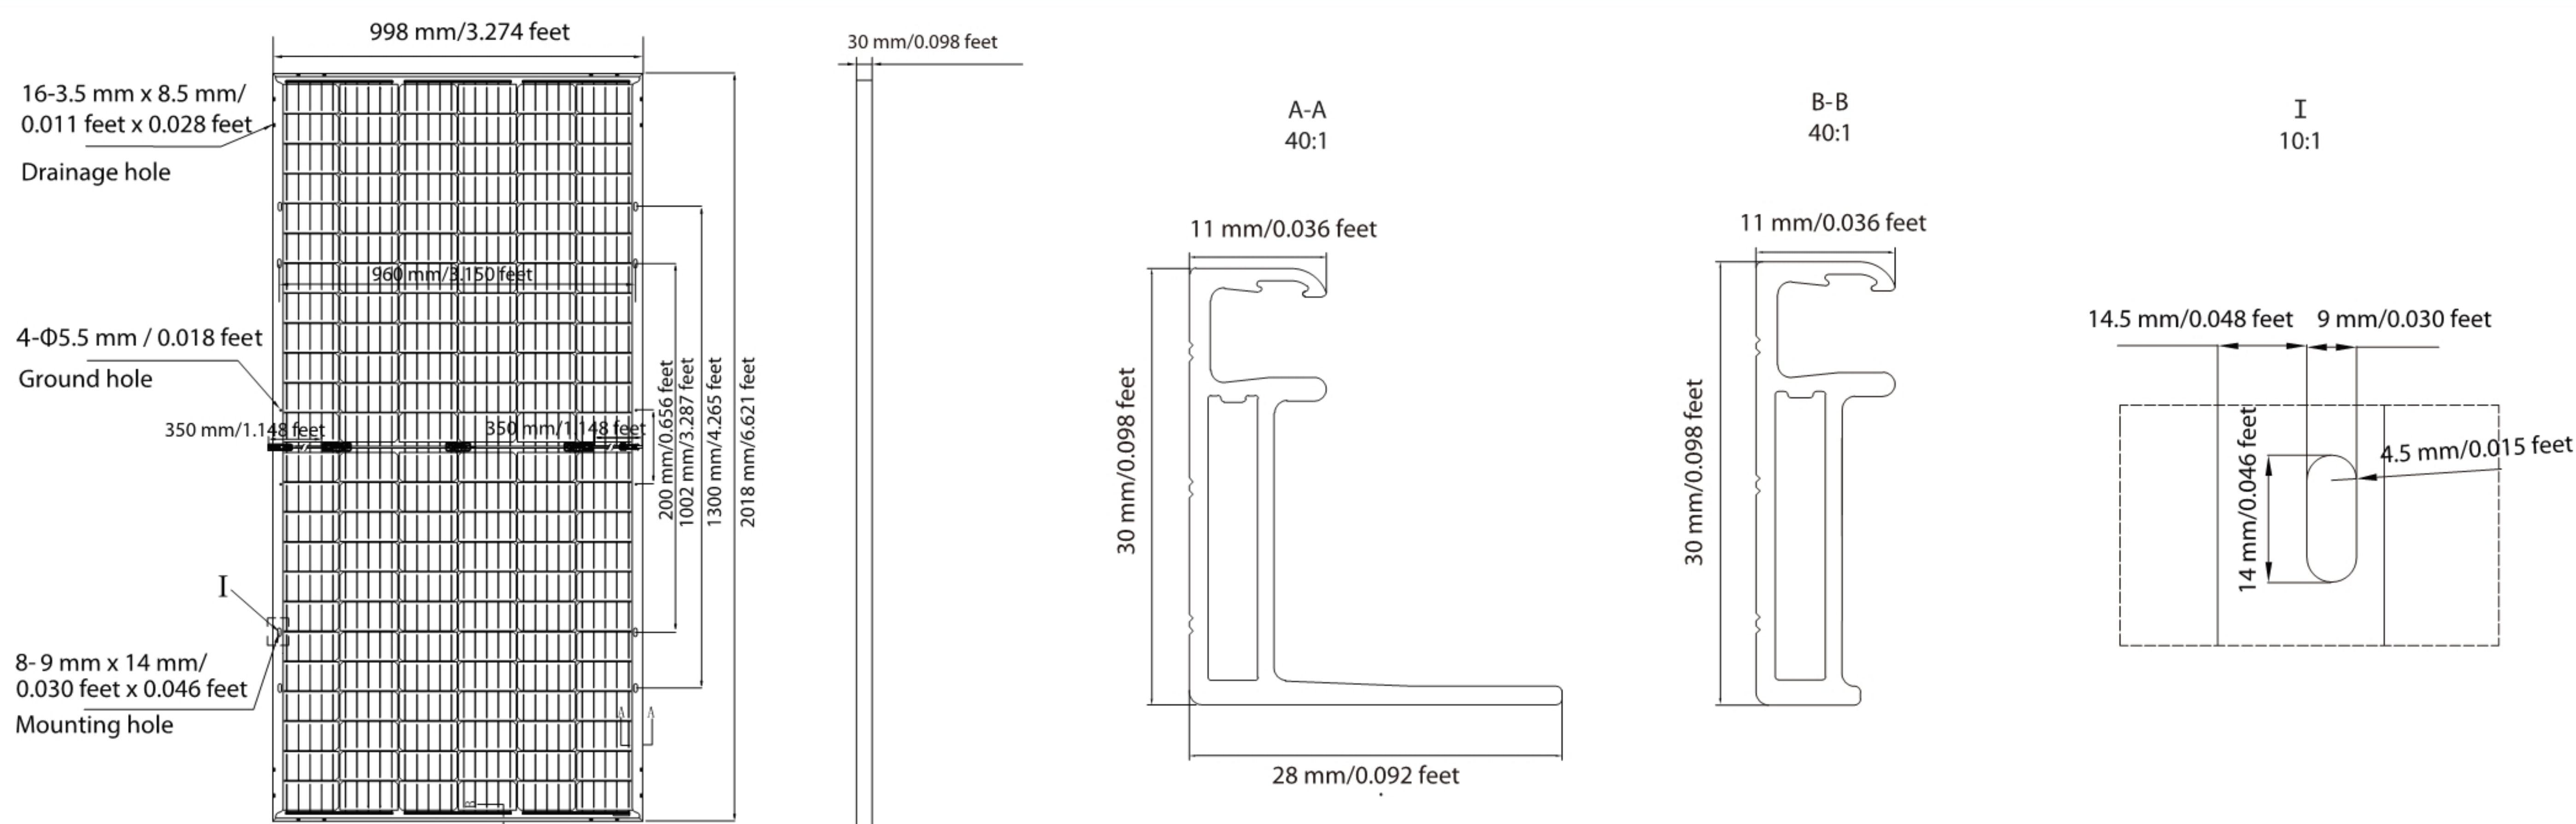 998 mm/3.274 feet
16-3.5 mm x 8.5 mm/
0.011 feet x 0.028 feet
Drainage hole
960 mm/3.150 feet
4-Φ5.5 mm / 0.018 feet
Ground hole
350 mm/1.148 feet
350 mm/1.148 feet
200 mm/0.656 feet
1002 mm/3.287 feet
1300 mm/4.265 feet
2018 mm/6.621 feet
I
8- 9 mm x 14 mm/
0.030 feet x 0.046 feet
Mounting hole
A A
B
30 mm/0.098 feet
A-A
40:1
11 mm/0.036 feet
30 mm/0.098 feet
28 mm/0.092 feet
B-B
40:1
11 mm/0.036 feet
30 mm/0.098 feet
I
10:1
14.5 mm/0.048 feet
9 mm/0.030 feet
14 mm/0.046 feet
4.5 mm/0.015 feet